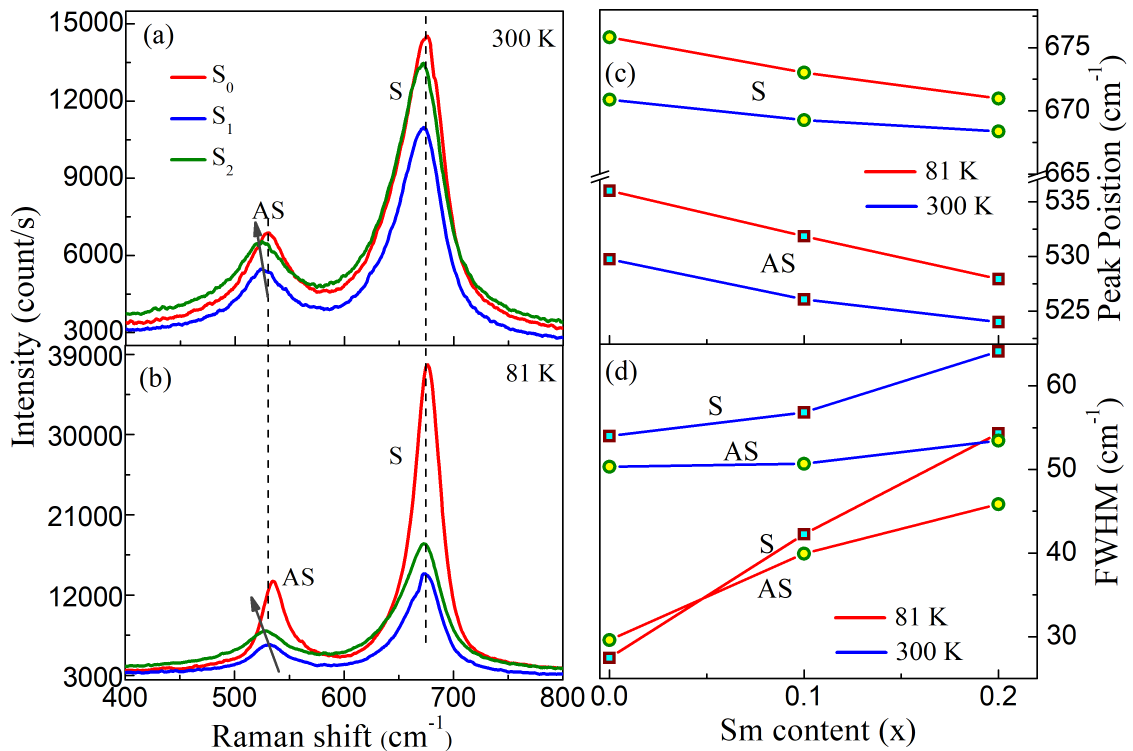 (a)
300 K
S0
S1
S2
S
AS
15000
12000
9000
6000
3000
Intensity (count/s)
(b)
81 K
S
AS
39000
30000
21000
12000
3000
400
500
600
700
800
Raman shift (cm-1)
(c)
S
AS
81 K
300 K
675
670
665
535
530
525
Peak Poistion (cm-1)
(d)
S
AS
S
AS
81 K
300 K
60
50
40
30
FWHM (cm-1)
0.0
0.1
0.2
Sm content (x)